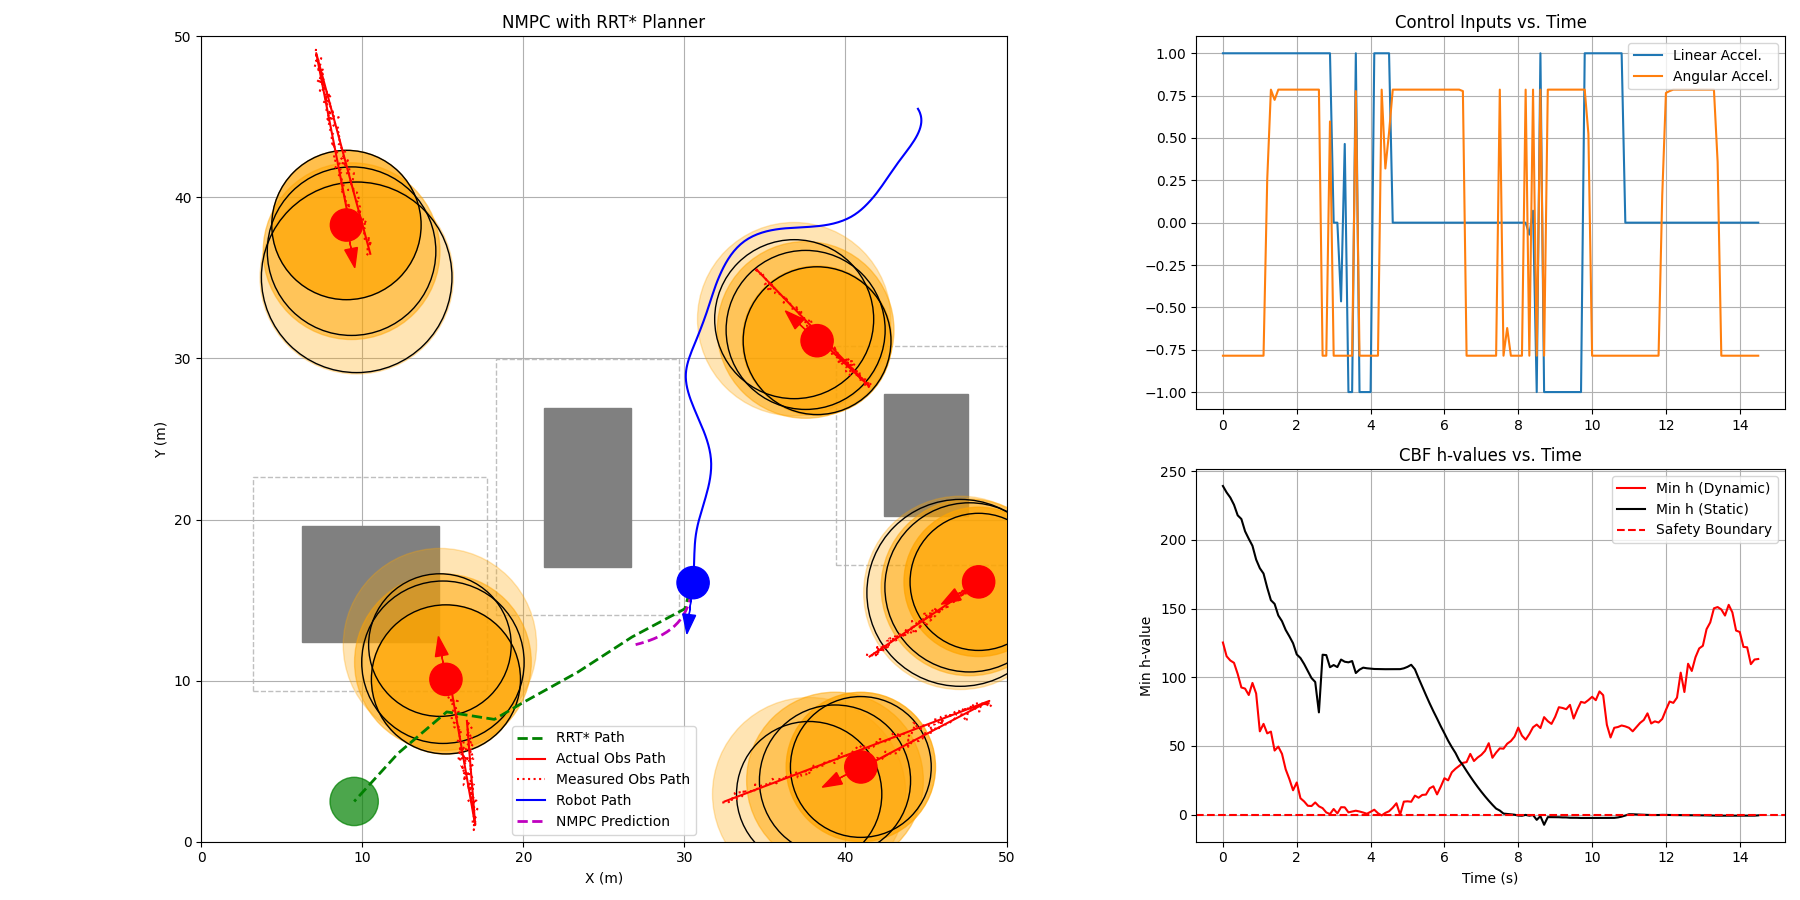 NMPC with RRT* Planner
50
40
30
20
10
0
Y (m)
0
10
20
30
40
50
X (m)
RRT* Path
Actual Obs Path
Measured Obs Path
Robot Path
NMPC Prediction
Control Inputs vs. Time
1.00
0.75
0.50
0.25
0.00
−0.25
−0.50
−0.75
−1.00
0
2
4
6
8
10
12
14
Linear Accel.
Angular Accel.
CBF h-values vs. Time
250
200
150
100
50
0
Min h-value
0
2
4
6
8
10
12
14
Time (s)
Min h (Dynamic)
Min h (Static)
Safety Boundary